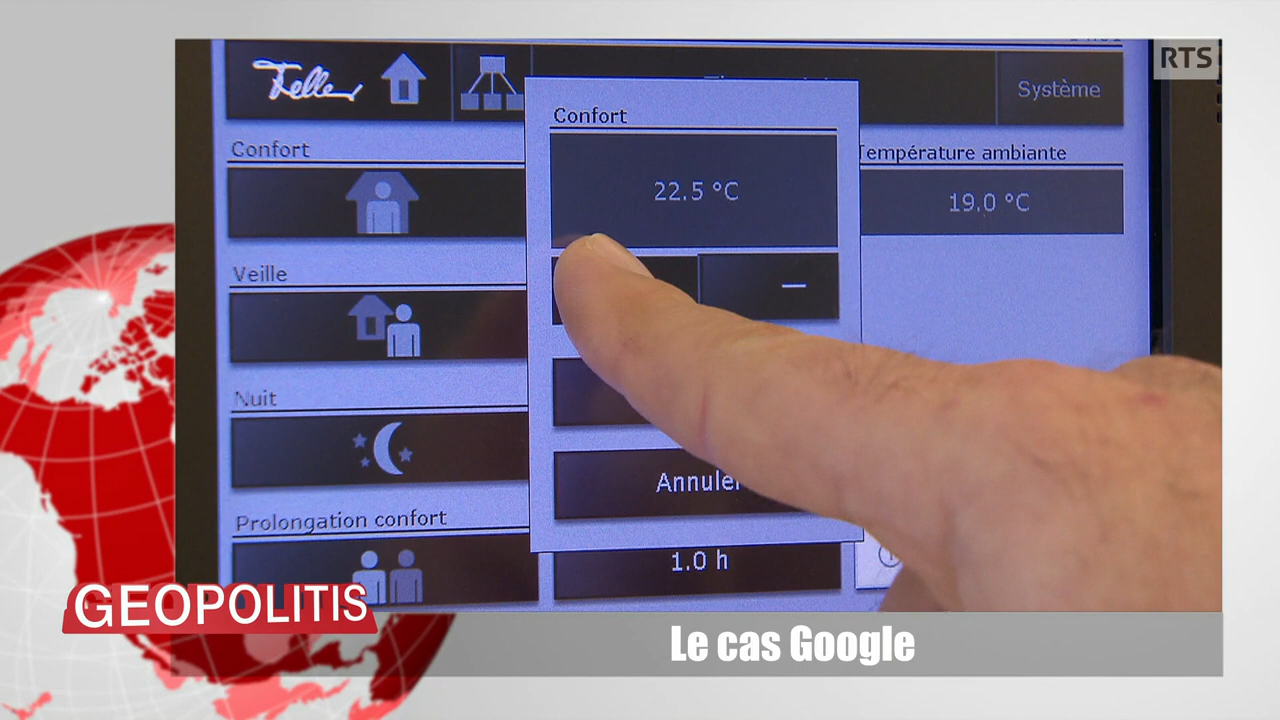 RTS
Feller
Système
Confort
Confort
22.5 °C
Température ambiante
19.0 °C
Veille
—
Nuit
Annuler
Prolongation confort
1.0 h
GEOPOLITIS
Le cas Google